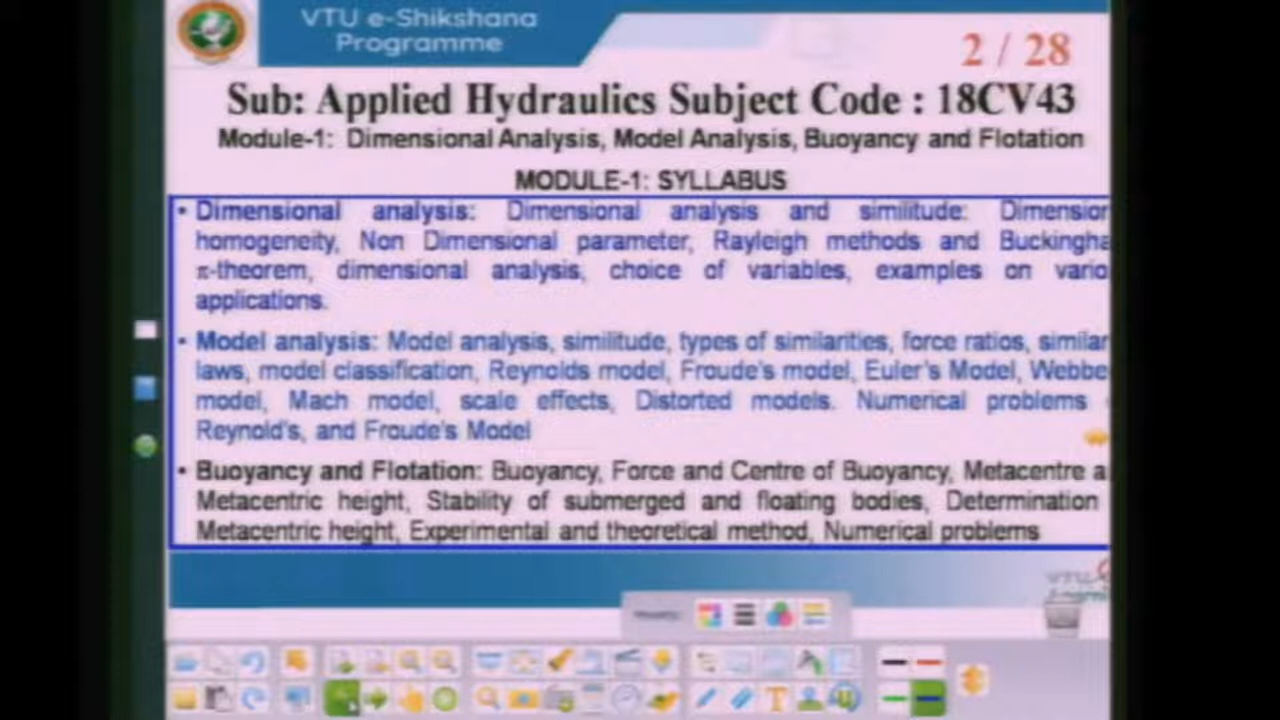 VTU e-Shikshana
Programme
2 / 28
Sub: Applied Hydraulics Subject Code : 18CV43
Module-1: Dimensional Analysis, Model Analysis, Buoyancy and Flotation
MODULE-1: SYLLABUS
• Dimensional analysis: Dimensional analysis and similitude: Dimension
homogeneity, Non Dimensional parameter, Rayleigh methods and Buckingha
π-theorem, dimensional analysis, choice of variables, examples on vario
applications.
• Model analysis: Model analysis, similitude, types of similarities, force ratios, similar
laws, model classification, Reynolds model, Froude's model, Euler's Model, Webbe
model, Mach model, scale effects, Distorted models. Numerical problems
Reynold's, and Froude's Model
• Buoyancy and Flotation: Buoyancy, Force and Centre of Buoyancy, Metacentre a
Metacentric height, Stability of submerged and floating bodies, Determination
Metacentric height, Experimental and theoretical method, Numerical problems
VTU